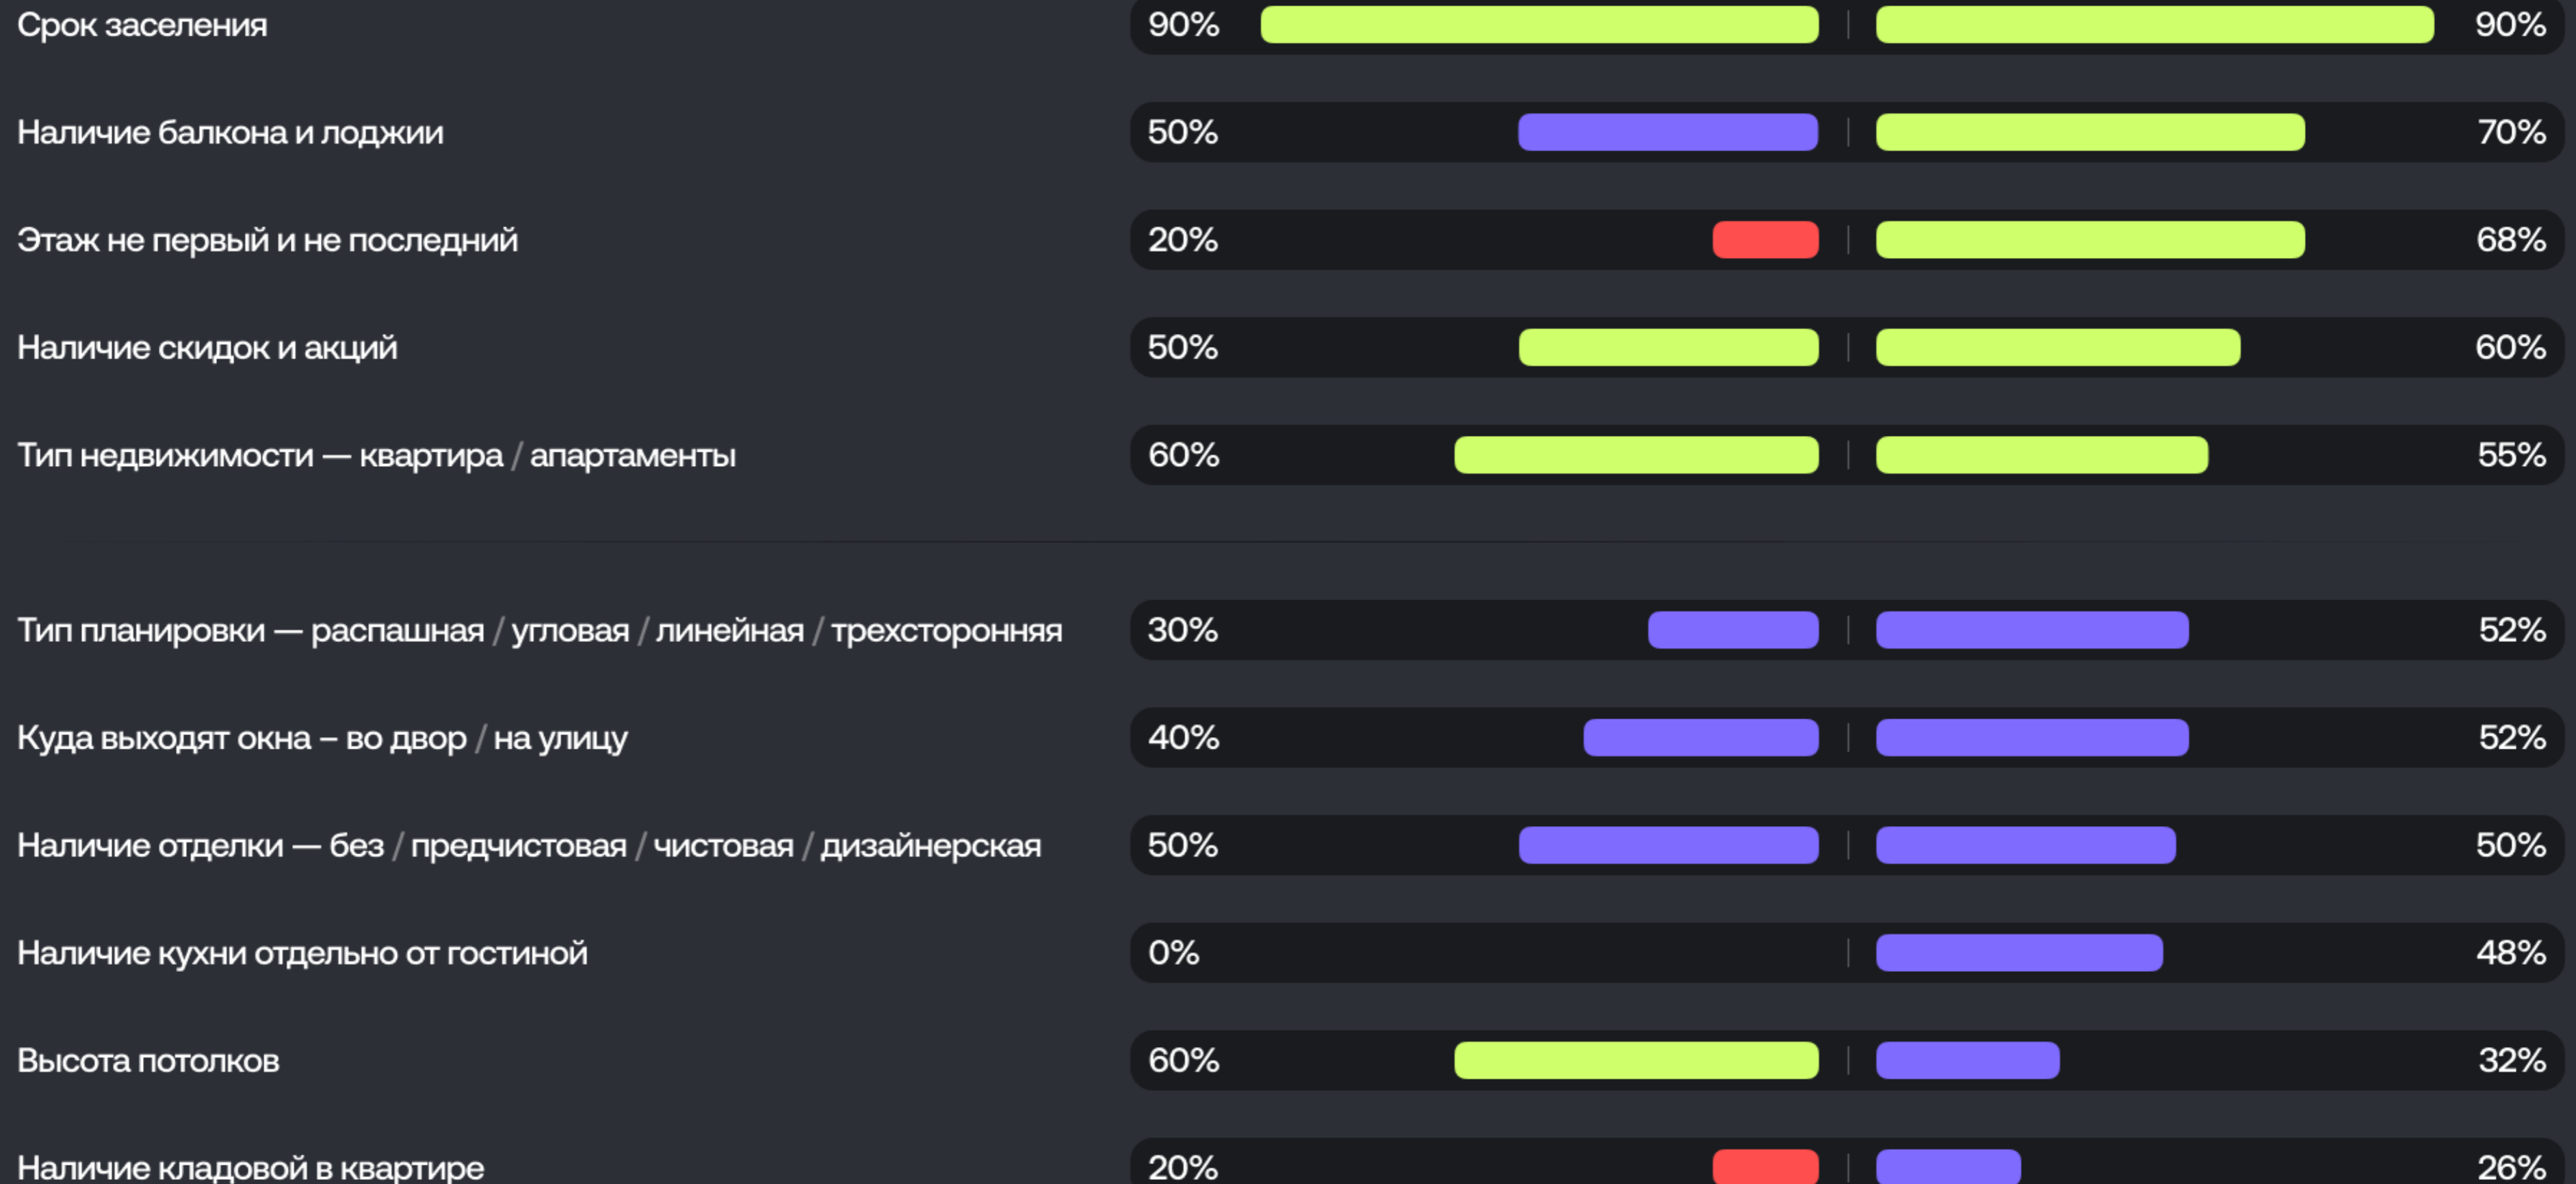 Срок заселения 90% 90%
Наличие балкона и лоджии 50% 70%
Этаж не первый и не последний 20% 68%
Наличие скидок и акций 50% 60%
Тип недвижимости — квартира / апартаменты 60% 55%
Тип планировки — распашная / угловая / линейная / трехсторонняя 30% 52%
Куда выходят окна – во двор / на улицу 40% 52%
Наличие отделки — без / предчистовая / чистовая / дизайнерская 50% 50%
Наличие кухни отдельно от гостиной 0% 48%
Высота потолков 60% 32%
Наличие кладовой в квартире 20% 26%